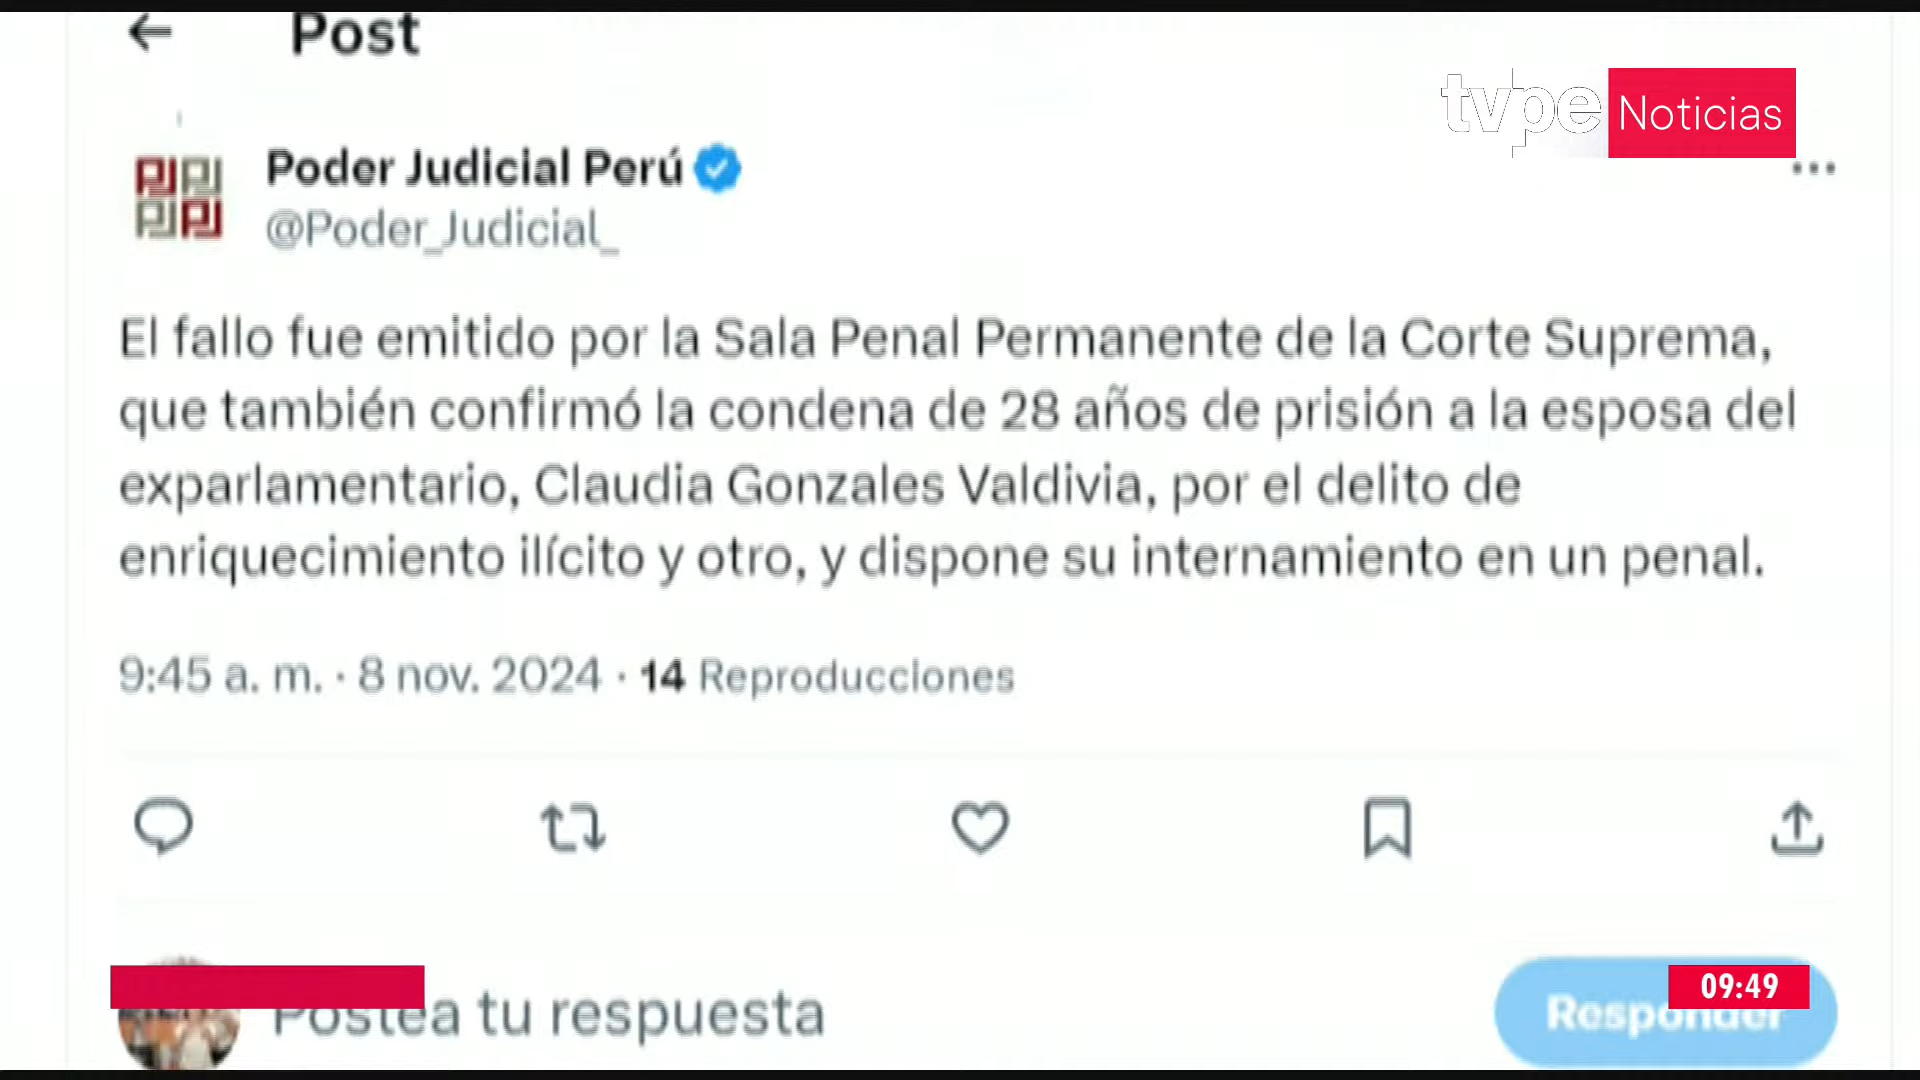 Post
tvpe Noticias
Poder Judicial Perú
@Poder_Judicial_
El fallo fue emitido por la Sala Penal Permanente de la Corte Suprema,
que también confirmó la condena de 28 años de prisión a la esposa del
exparlamentario, Claudia Gonzales Valdivia, por el delito de
enriquecimiento ilícito y otro, y dispone su internamiento en un penal.
9:45 a. m. · 8 nov. 2024 · 14 Reproducciones
Postea tu respuesta
Responder
09:49